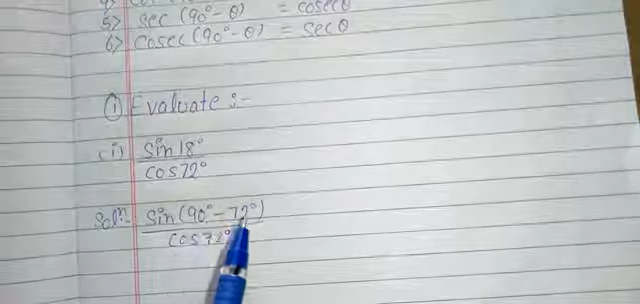 5) sec (90°-θ) = cosecθ
6) cosec (90°-θ) = secθ
① Evaluate :-
(i) sin18°
cos72°
Solⁿ:- sin(90°-72°)
cos72°